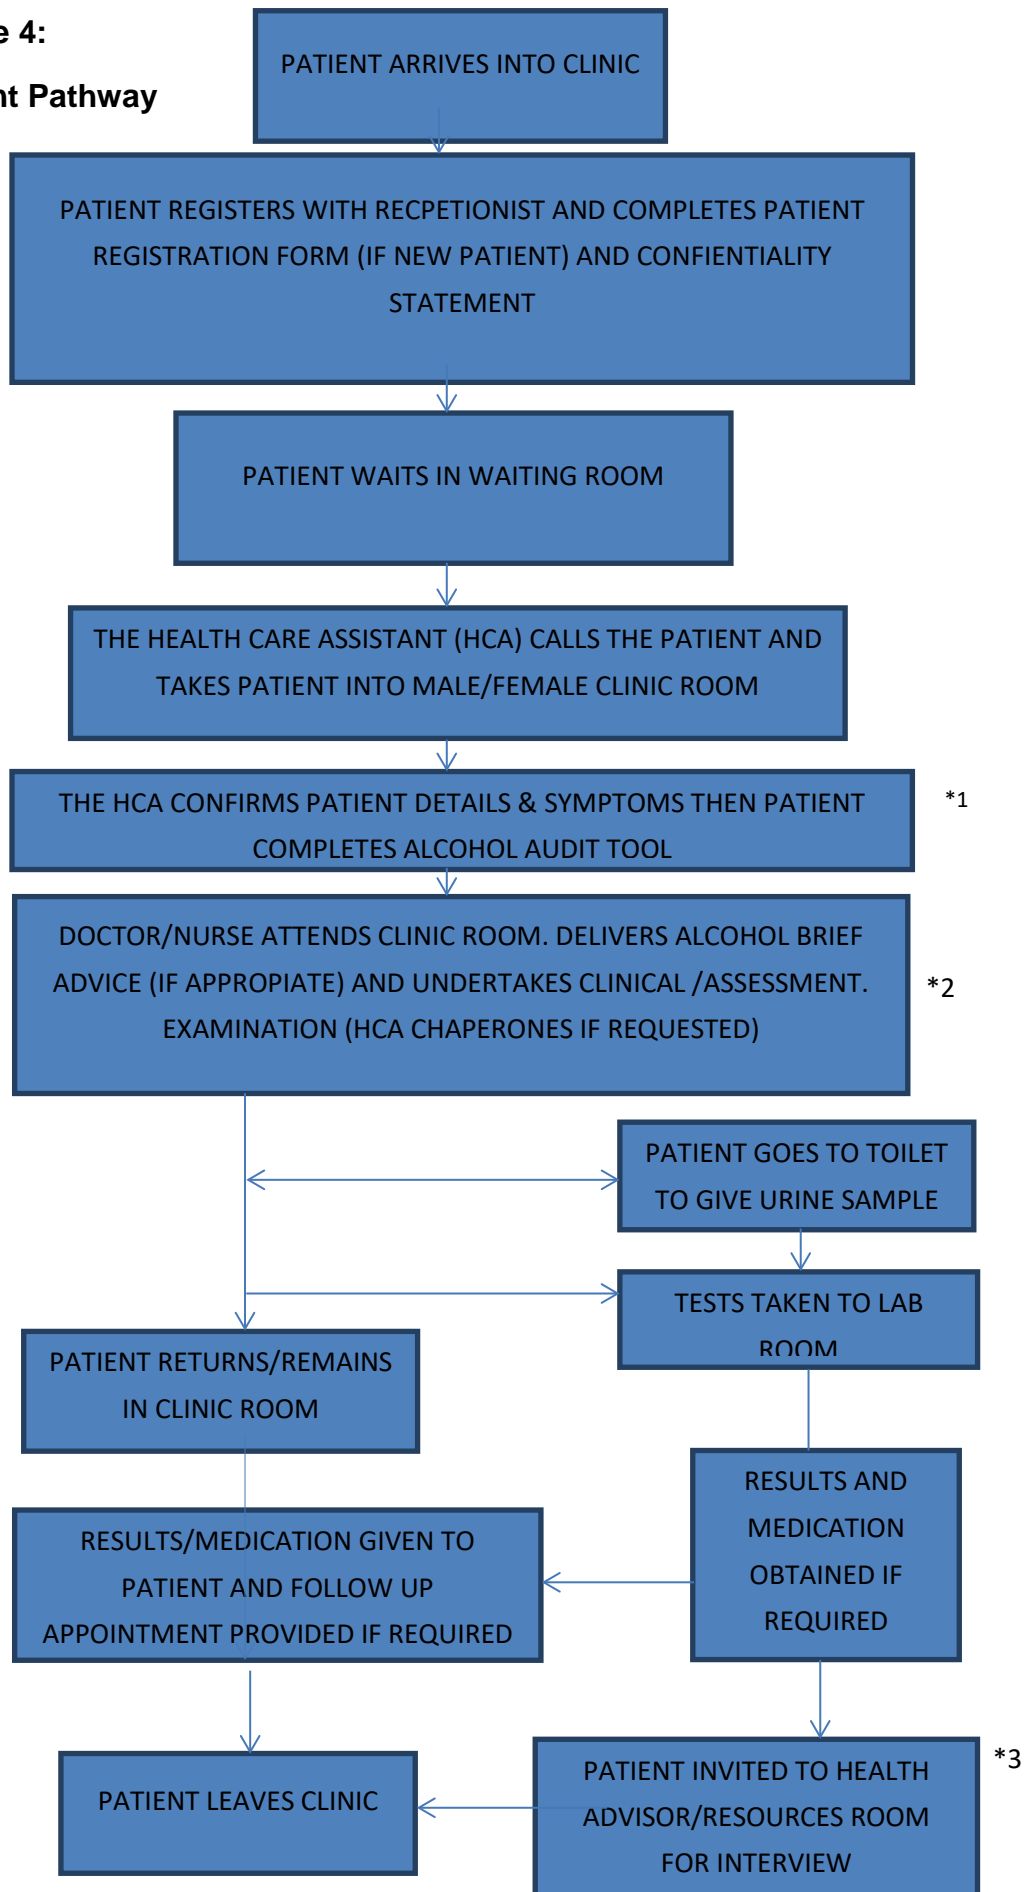 e 4:
nt Pathway
PATIENT ARRIVES INTO CLINIC
PATIENT REGISTERS WITH RECPETIONIST AND COMPLETES PATIENT
REGISTRATION FORM (IF NEW PATIENT) AND CONFIENTIALITY
STATEMENT
PATIENT WAITS IN WAITING ROOM
THE HEALTH CARE ASSISTANT (HCA) CALLS THE PATIENT AND
TAKES PATIENT INTO MALE/FEMALE CLINIC ROOM
THE HCA CONFIRMS PATIENT DETAILS & SYMPTOMS THEN PATIENT
COMPLETES ALCOHOL AUDIT TOOL
*1
DOCTOR/NURSE ATTENDS CLINIC ROOM. DELIVERS ALCOHOL BRIEF
ADVICE (IF APPROPIATE) AND UNDERTAKES CLINICAL /ASSESSMENT.
EXAMINATION (HCA CHAPERONES IF REQUESTED)
*2
PATIENT GOES TO TOILET
TO GIVE URINE SAMPLE
TESTS TAKEN TO LAB
ROOM
PATIENT RETURNS/REMAINS
IN CLINIC ROOM
RESULTS AND
MEDICATION
OBTAINED IF
REQUIRED
RESULTS/MEDICATION GIVEN TO
PATIENT AND FOLLOW UP
APPOINTMENT PROVIDED IF REQUIRED
PATIENT LEAVES CLINIC
PATIENT INVITED TO HEALTH
ADVISOR/RESOURCES ROOM
FOR INTERVIEW
*3